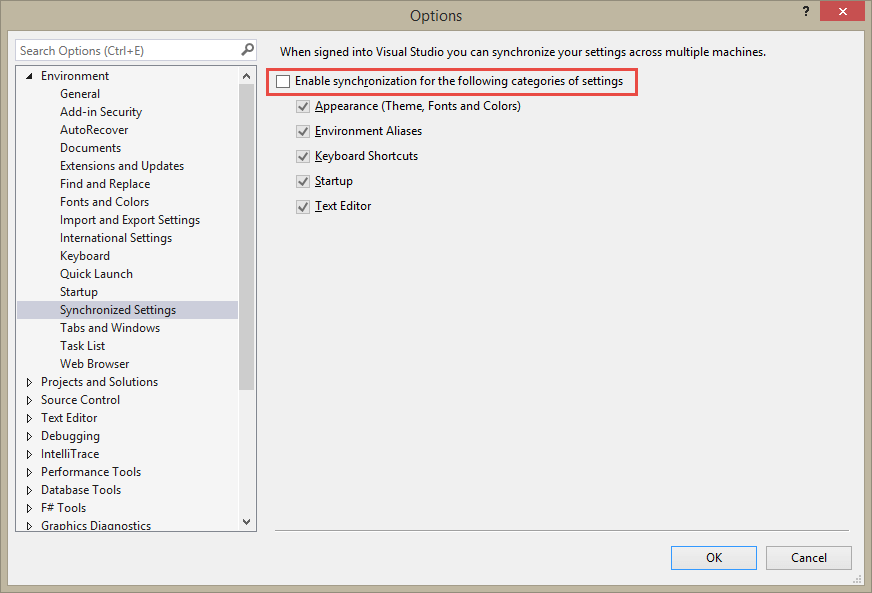 Options
?
Search Options (Ctrl+E)
Environment
General
Add-in Security
AutoRecover
Documents
Extensions and Updates
Find and Replace
Fonts and Colors
Import and Export Settings
International Settings
Keyboard
Quick Launch
Startup
Synchronized Settings
Tabs and Windows
Task List
Web Browser
Projects and Solutions
Source Control
Text Editor
Debugging
IntelliTrace
Performance Tools
Database Tools
F# Tools
Graphics Diagnostics
When signed into Visual Studio you can synchronize your settings across multiple machines.
Enable synchronization for the following categories of settings
Appearance (Theme, Fonts and Colors)
Environment Aliases
Keyboard Shortcuts
Startup
Text Editor
OK
Cancel